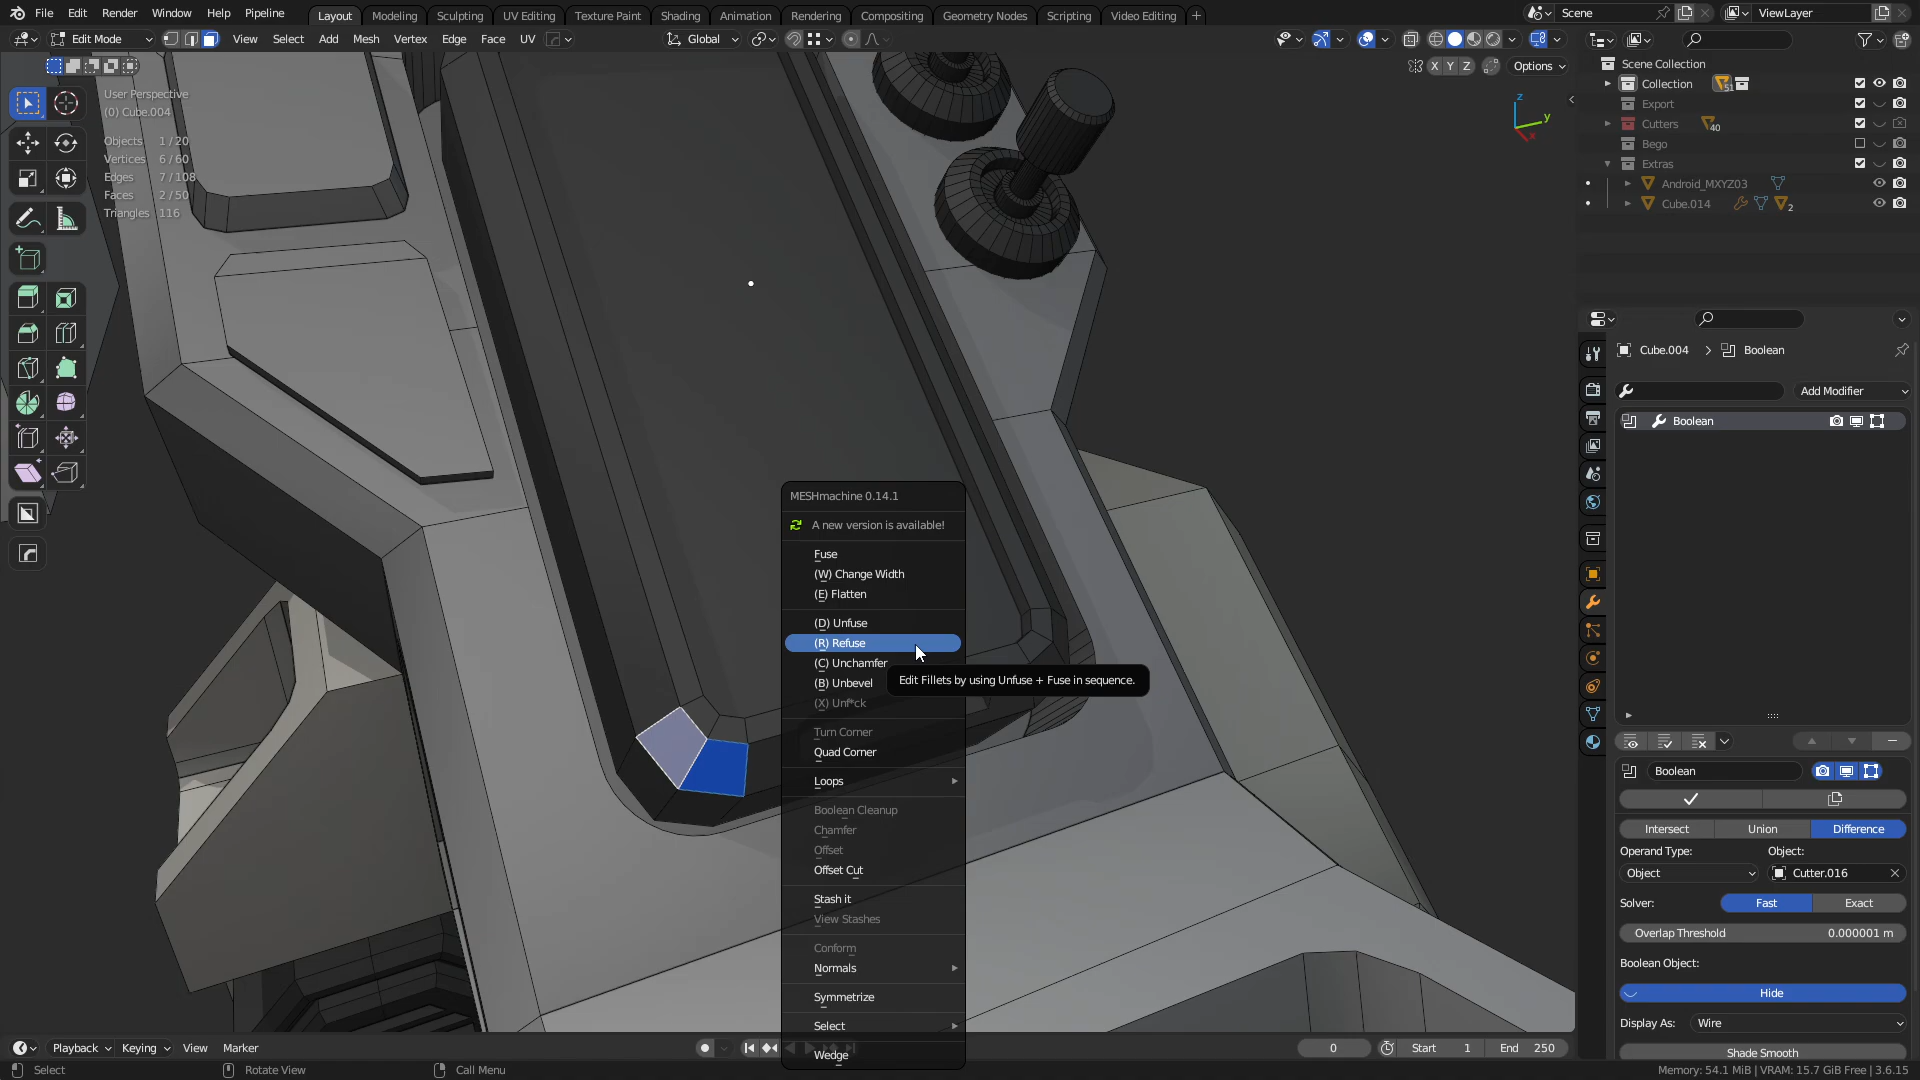 File Edit Render Window Help Pipeline Layout Modeling Sculpting UV Editing Texture Paint Shading Animation Rendering Compositing Geometry Nodes Scripting Video Editing + Scene ViewLayer
Edit Mode View Select Add Mesh Vertex Edge Face UV Global
X Y Z Options
User Perspective
(0) Cube.004
Objects 1/20
Vertices 6/60
Edges 7/108
Faces 2/50
Triangles 116
z
y
x
Scene Collection
Collection 51
Export
Cutters 40
Bego
Extras
Android_MXYZ03
Cube.014 2
Cube.004 > Boolean
Add Modifier
Boolean
Boolean
Intersect Union Difference
Operand Type: Object:
Object Cutter.016
Solver: Fast Exact
Overlap Threshold 0.000001 m
Boolean Object:
Hide
Display As: Wire
Shade Smooth
MESHmachine 0.14.1
A new version is available!
Fuse
(W) Change Width
(E) Flatten
(D) Unfuse
(R) Refuse
(C) Unchamfer
(B) Unbevel
(X) Unf*ck
Edit Fillets by using Unfuse + Fuse in sequence.
Turn Corner
Quad Corner
Loops
Boolean Cleanup
Chamfer
Offset
Offset Cut
Stash it
View Stashes
Conform
Normals
Symmetrize
Select
Wedge
Playback Keying View Marker 0 Start 1 End 250
Select Rotate View Call Menu Memory: 54.1 MiB | VRAM: 15.7 GiB Free | 3.6.15